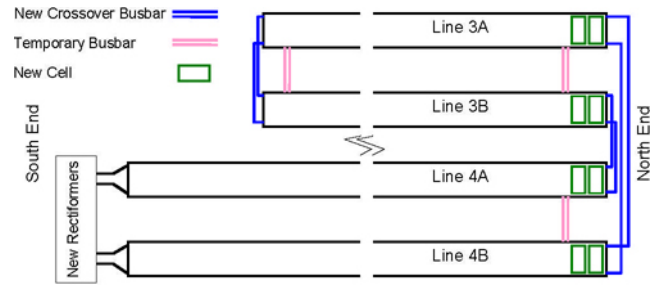 New Crossover Busbar
Temporary Busbar
New Cell
South End
New Rectiformers
Line 3A
Line 3B
Line 4A
Line 4B
North End